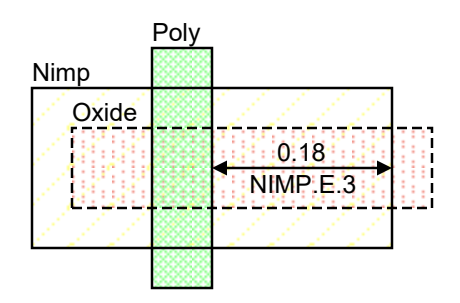 Poly
Nimp
Oxide
0.18
NIMP.E.3